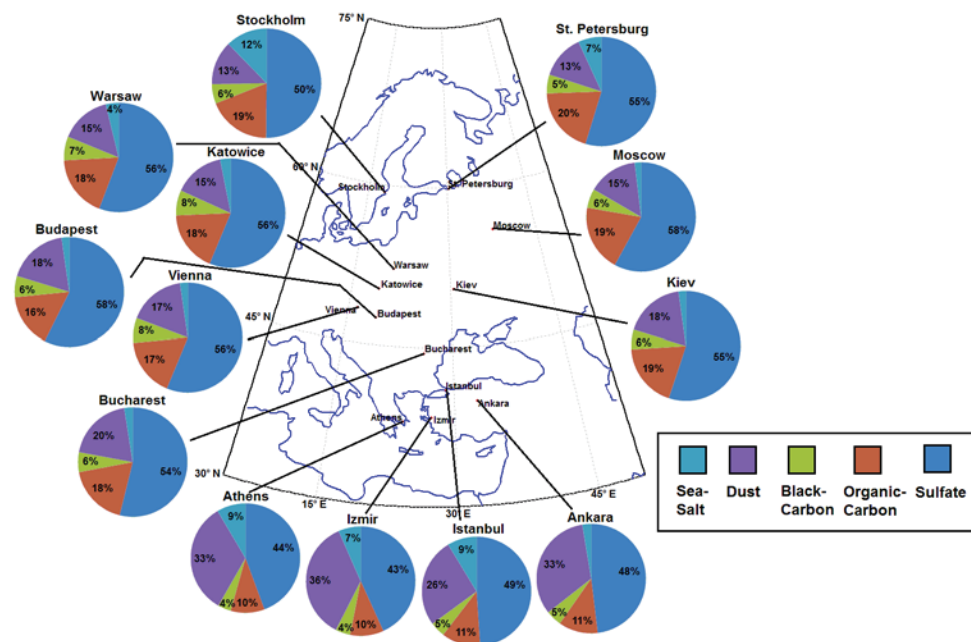 Stockholm
12%
13%
6%
19%
50%
75° N
St. Petersburg
7%
13%
5%
20%
55%
Warsaw
4%
15%
7%
18%
56%
Katowice
15%
8%
18%
56%
60° N
Stockholm
St. Petersburg
Moscow
15%
6%
19%
58%
Moscow
Budapest
18%
6%
16%
58%
Warsaw
Katowice
Kiev
Vienna
17%
8%
17%
56%
45° N
Vienna
Budapest
Kiev
18%
6%
19%
55%
Bucharest
Bucharest
20%
6%
18%
54%
Istanbul
Ankara
Athens
Izmir
30° N
15° E
30° E
45° E
Athens
9%
33%
4%
10%
44%
Izmir
7%
36%
4%
10%
43%
Istanbul
9%
26%
5%
11%
49%
Ankara
33%
5%
11%
48%
Sea-
Salt
Dust
Black-
Carbon
Organic-
Carbon
Sulfate